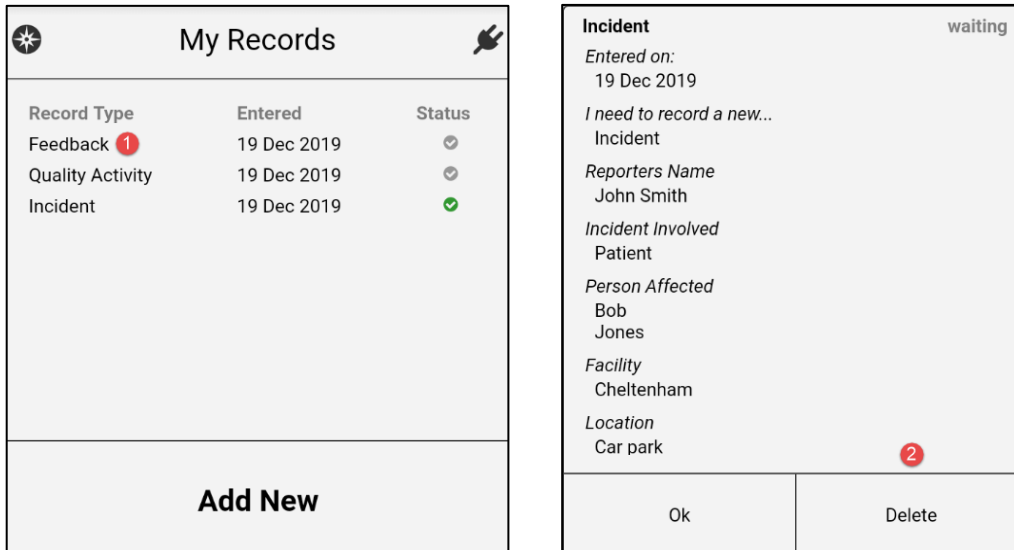 My Records
Record Type Entered Status
Feedback 1 19 Dec 2019
Quality Activity 19 Dec 2019
Incident 19 Dec 2019
Add New
Incident waiting
Entered on:
19 Dec 2019
I need to record a new...
Incident
Reporters Name
John Smith
Incident Involved
Patient
Person Affected
Bob
Jones
Facility
Cheltenham
Location
Car park
2
Ok Delete